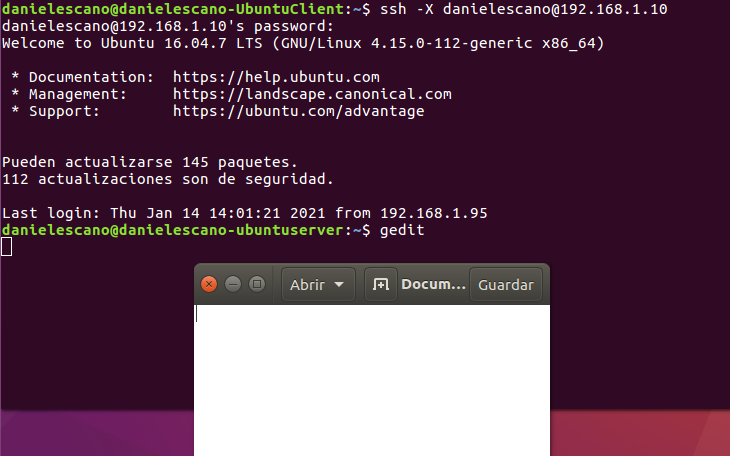 danielescano@danielescano-UbuntuClient:~$ ssh -X danielescano@192.168.1.10
danielescano@192.168.1.10's password:
Welcome to Ubuntu 16.04.7 LTS (GNU/Linux 4.15.0-112-generic x86_64)
* Documentation:  https://help.ubuntu.com
* Management:     https://landscape.canonical.com
* Support:        https://ubuntu.com/advantage
Pueden actualizarse 145 paquetes.
112 actualizaciones son de seguridad.
Last login: Thu Jan 14 14:01:21 2021 from 192.168.1.95
danielescano@danielescano-ubuntuserver:~$ gedit
Abrir Docum... Guardar